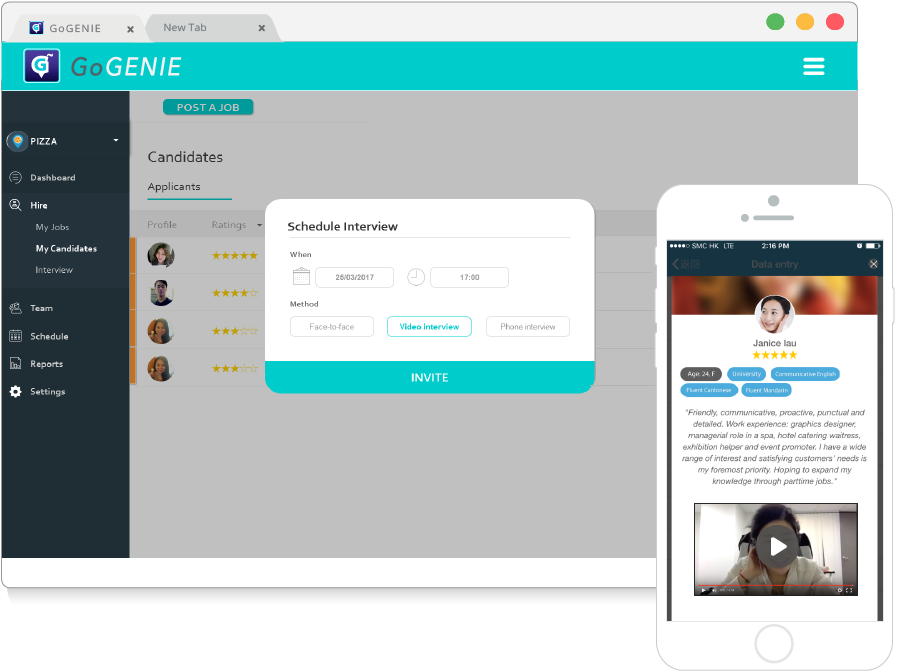 GoGENIE x
New Tab x
G GoGENIE
POST A JOB
PIZZA
Dashboard
Hire
My Jobs
My Candidates
Interview
Team
Schedule
Reports
Settings
Candidates
Applicants
Profile Ratings
Schedule Interview
When
25/03/2017 17:00
Method
Face-to-face Video interview Phone interview
INVITE
SMC HK LTE 2:16 PM
返回 Data entry
Janice lau
Age: 24, F University Communicative English
Fluent Cantonese Fluent Mandarin
"Friendly, communicative, proactive, punctual and
detailed. Work experience: graphics designer,
managerial role in a spa, hotel catering waitress,
exhibition helper and event promoter. I have a wide
range of interest and satisfying customers' needs is
my foremost priority. Hoping to expand my
knowledge through parttime jobs."